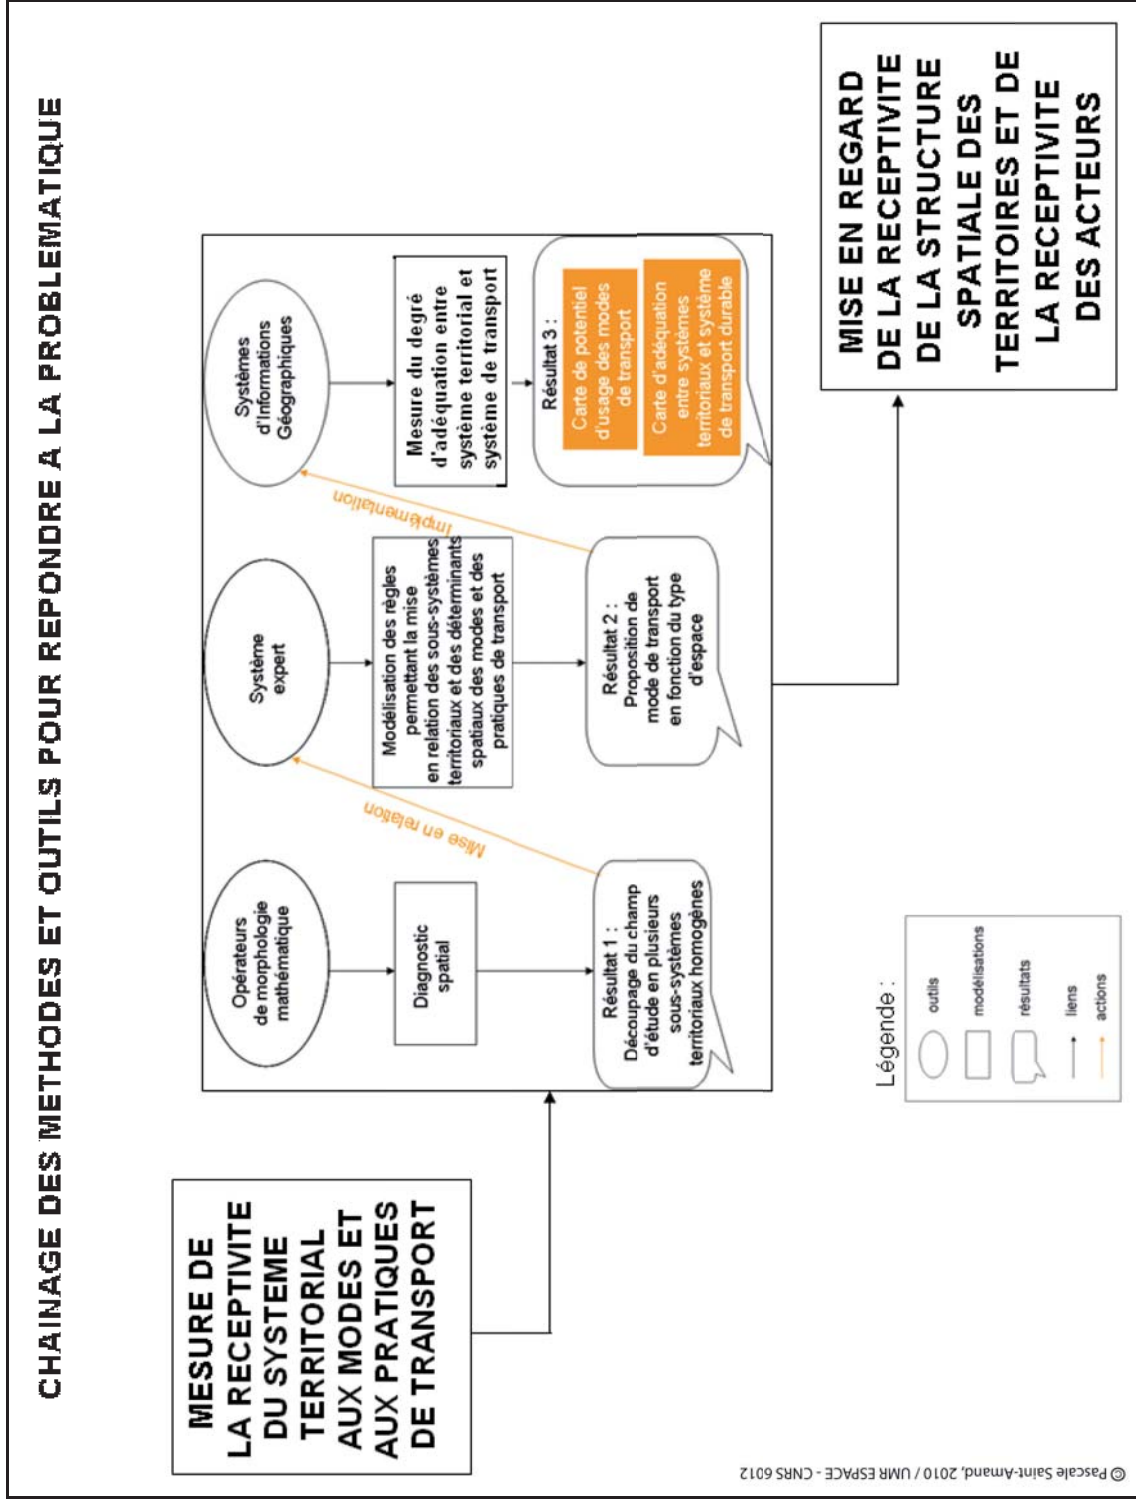 CHAINAGE DES METHODES ET OUTILS POUR REPONDRE A LA PROBLEMATIQUE
MESURE DE
LA RECEPTIVITE
DU SYSTEME
TERRITORIAL
AUX MODES ET
AUX PRATIQUES
DE TRANSPORT
Opérateurs
de morphologie
mathématique
Diagnostic
spatial
Résultat 1 :
Découpage du champ
d'étude en plusieurs
sous-systèmes
territoriaux homogènes
Mise en relation
Système
expert
Modélisation des règles
permettant la mise
en relation des sous-systèmes
territoriaux et des déterminants
spatiaux des modes et des
pratiques de transport
Résultat 2 :
Proposition de
mode de transport
en fonction du type
d'espace
Implémentation
Systèmes
d'Informations
Géographiques
Mesure du degré
d'adéquation entre
système territorial et
système de transport
Résultat 3 :
Carte de potentiel
d'usage des modes
de transport
Carte d'adéquation
entre systèmes
territoriaux et système
de transport durable
MISE EN REGARD
DE LA RECEPTIVITE
DE LA STRUCTURE
SPATIALE DES
TERRITOIRES ET DE
LA RECEPTIVITE
DES ACTEURS
Légende :
outils
modélisations
résultats
liens
actions
© Pascale Saint-Amand, 2010 / UMR ESPACE - CNRS 6012